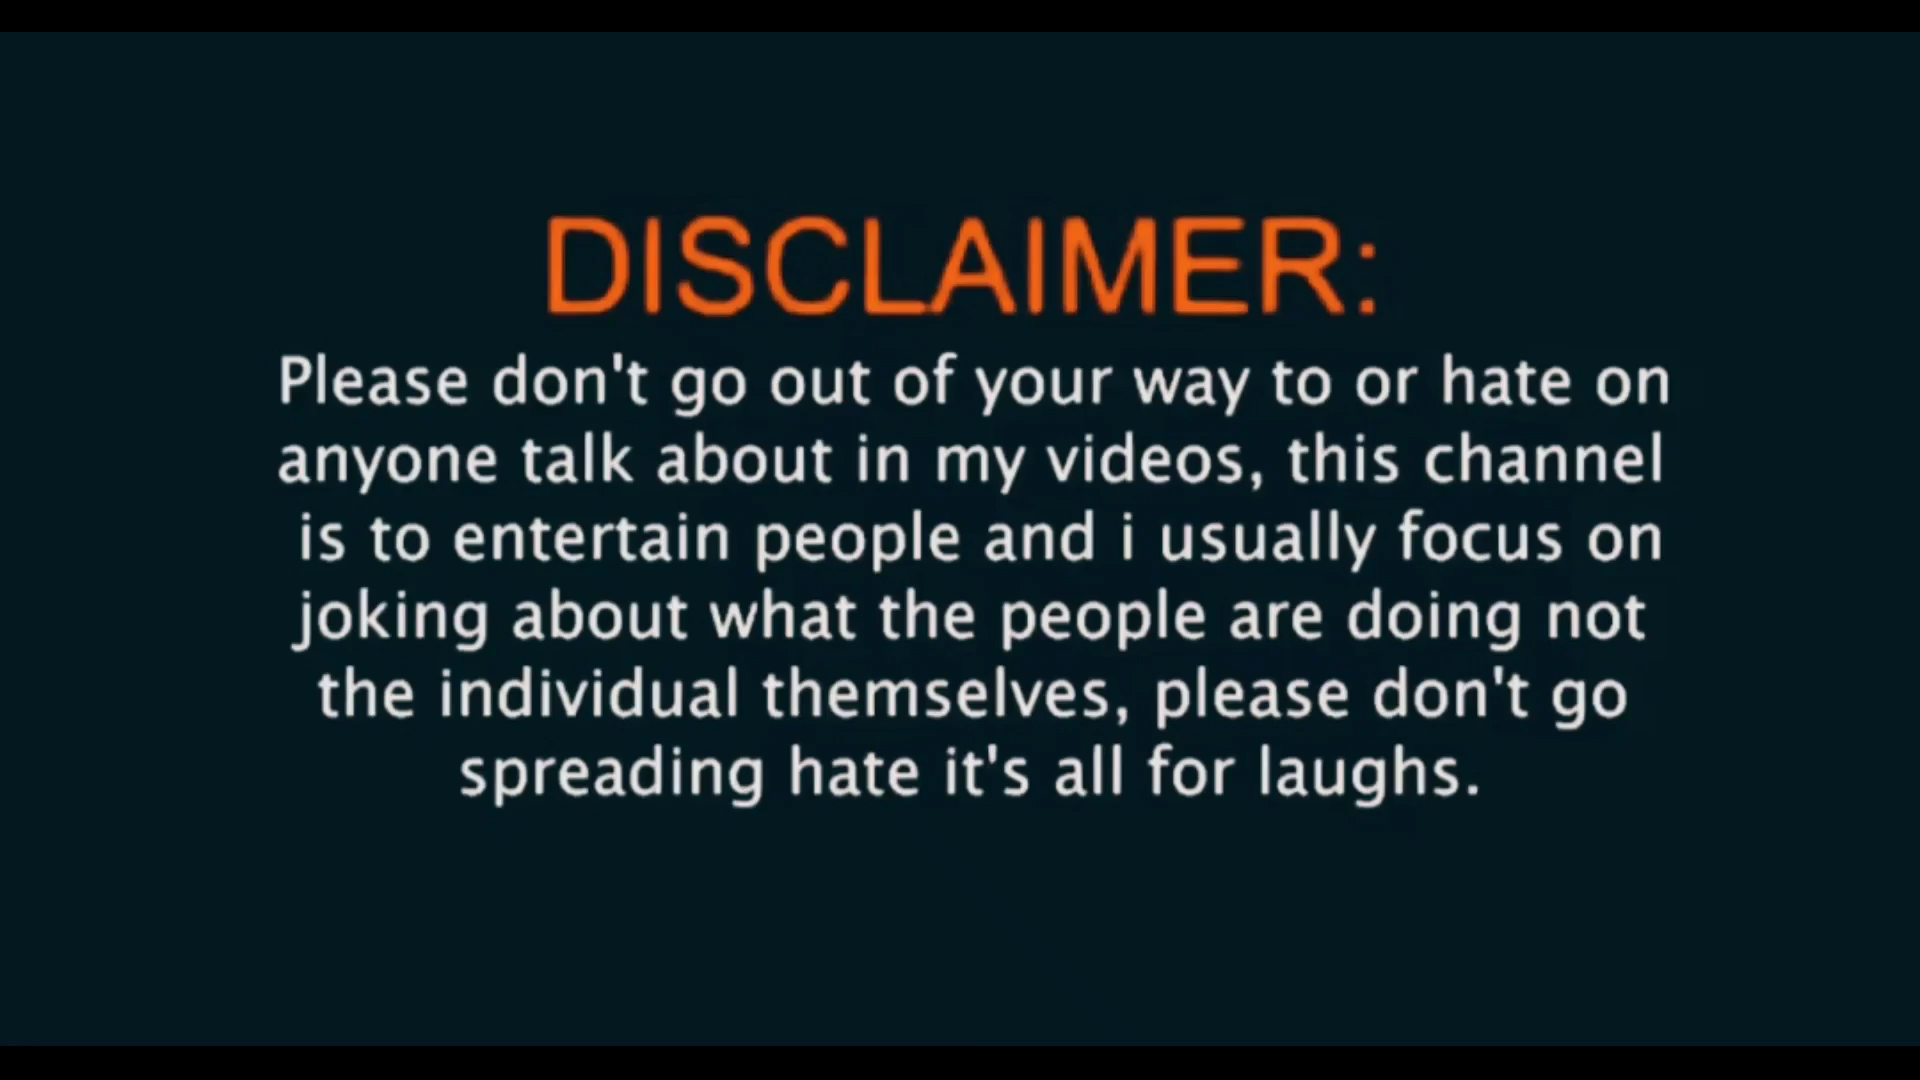 DISCLAIMER:
Please don't go out of your way to or hate on
anyone talk about in my videos, this channel
is to entertain people and i usually focus on
joking about what the people are doing not
the individual themselves, please don't go
spreading hate it's all for laughs.